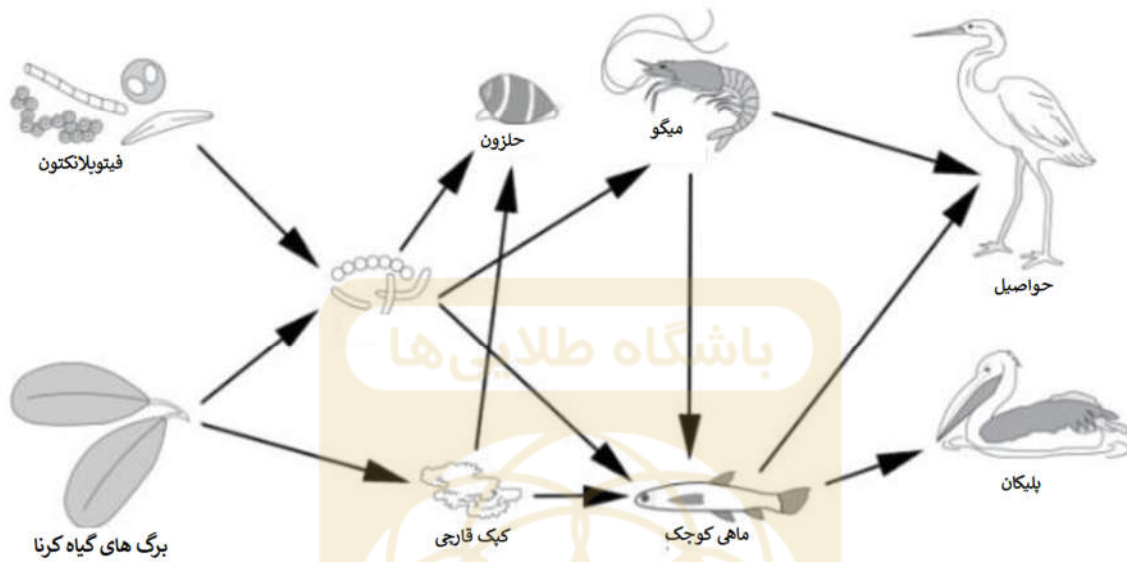 فیتوپلانکتون
حلزون
میگو
حواصیل
باشگاه طلایی‌ها
برگ های گیاه کرنا
کپک قارچی
ماهی کوچک
پلیکان